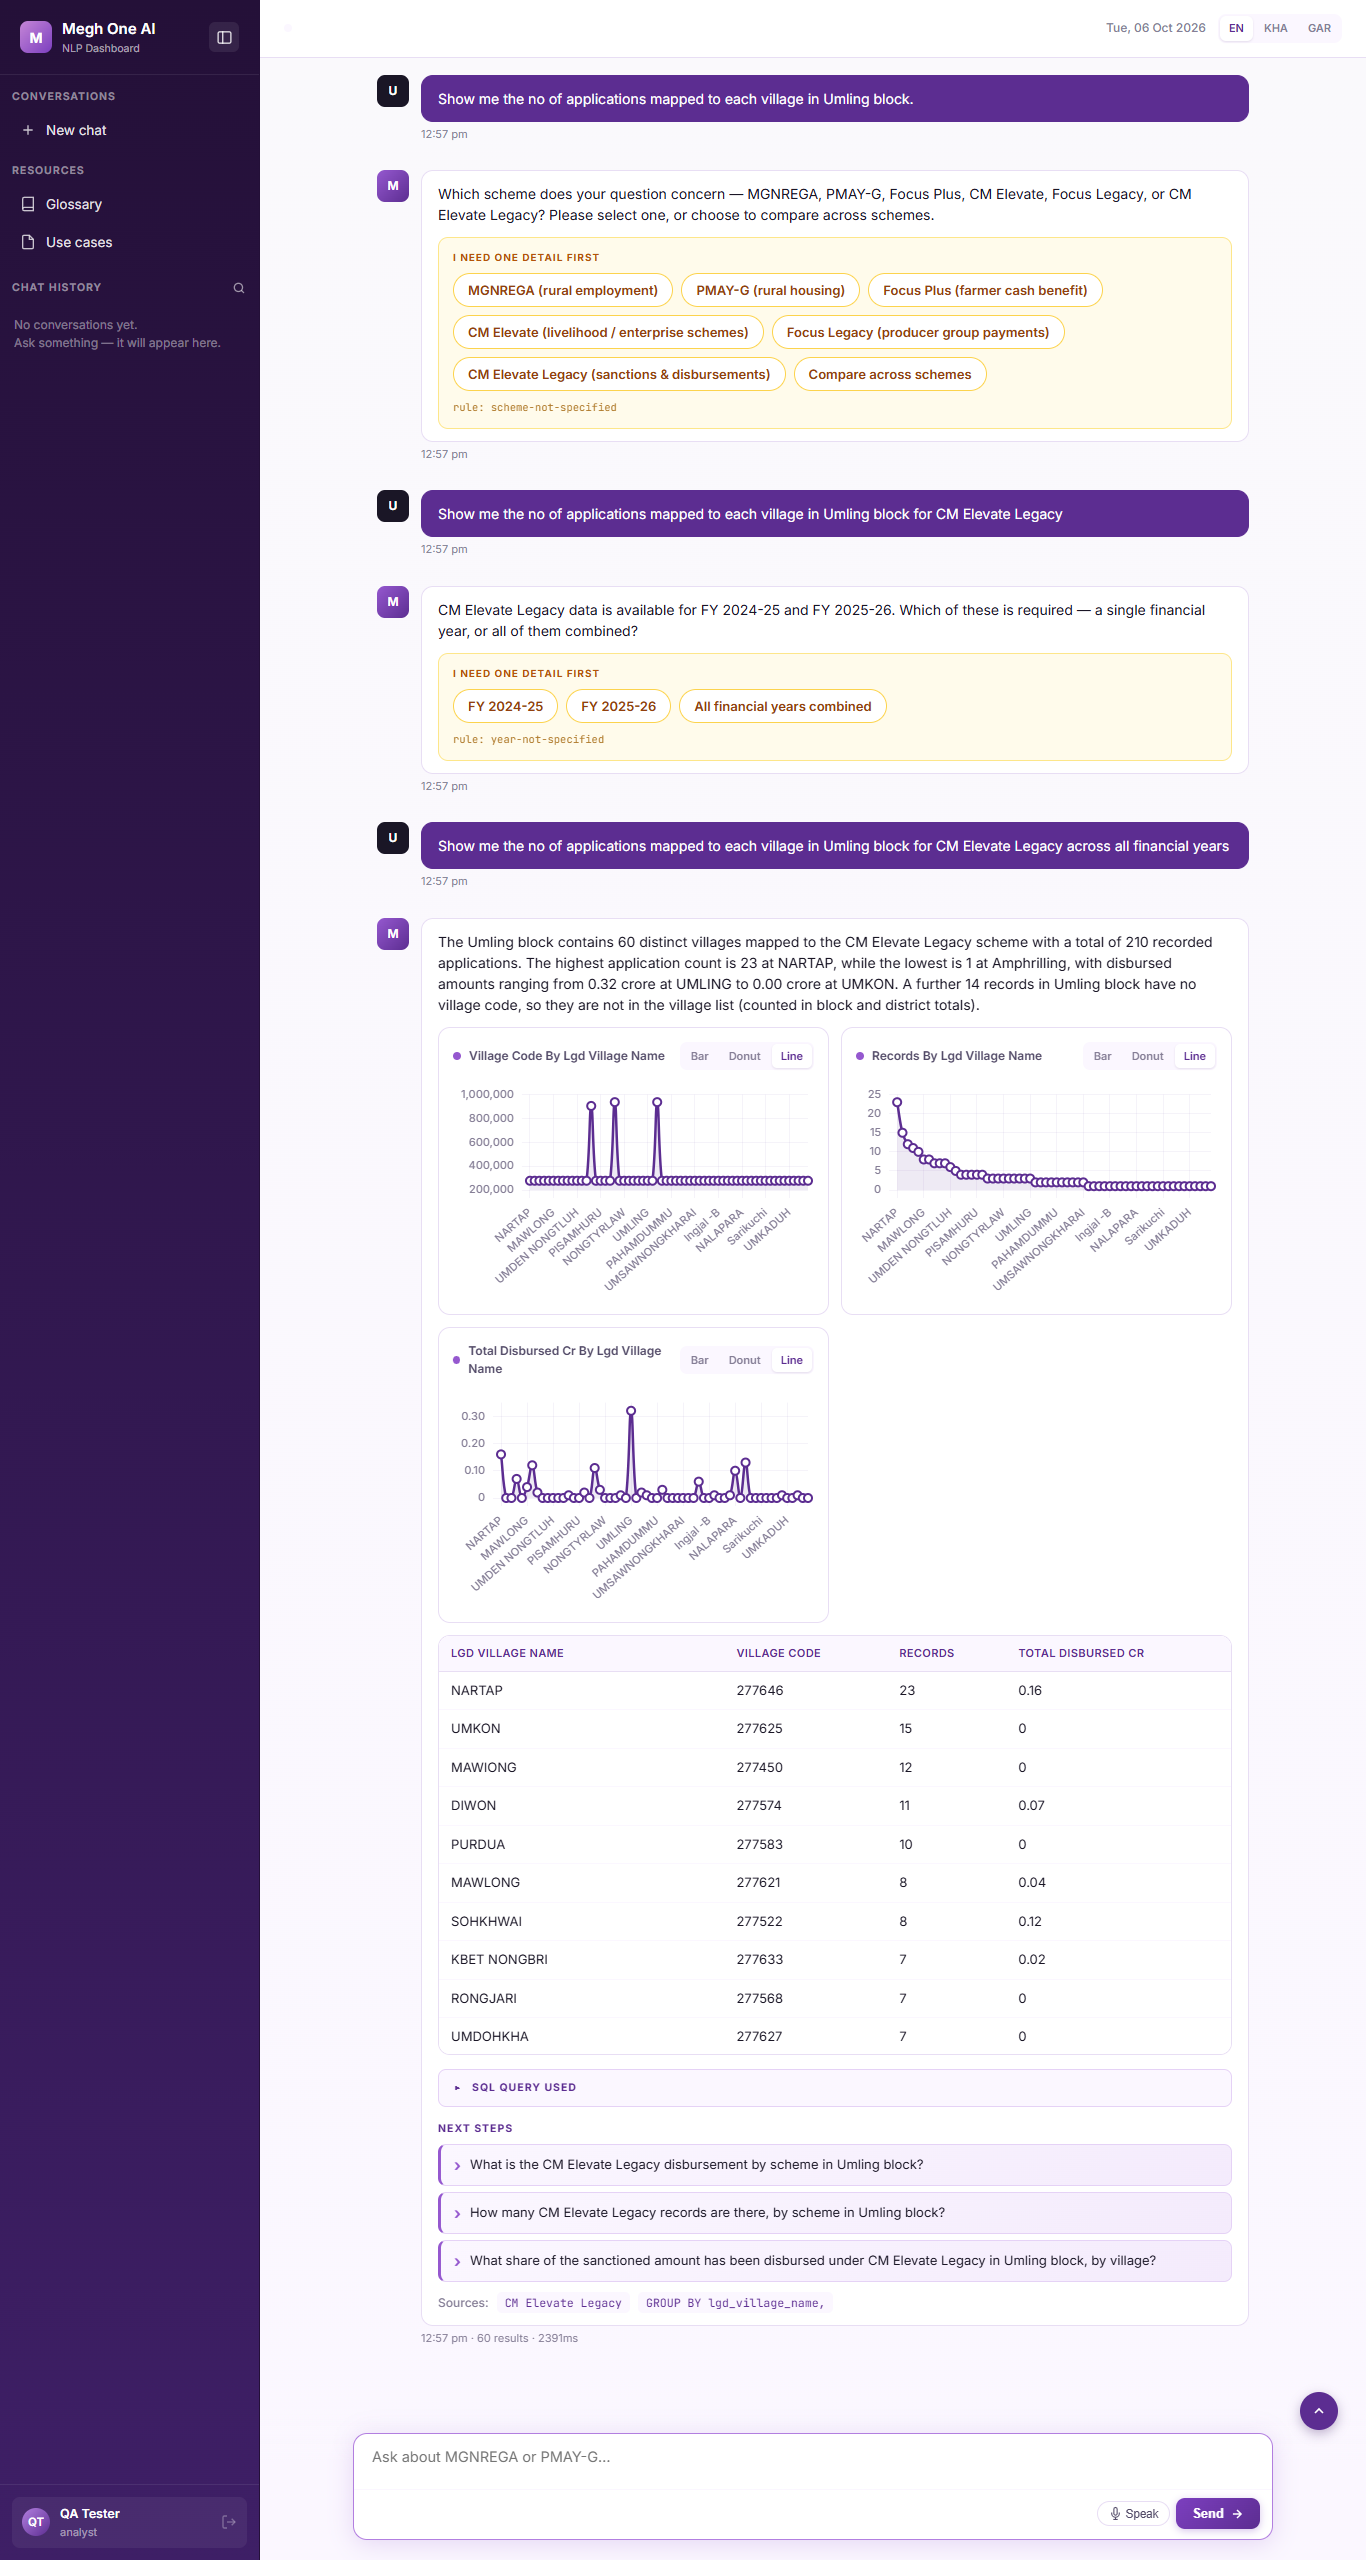 M
Megh One AI
NLP Dashboard
CONVERSATIONS
+ New chat
RESOURCES
Glossary
Use cases
CHAT HISTORY
No conversations yet.
Ask something — it will appear here.
QT
QA Tester
analyst
Tue, 06 Oct 2026
EN KHA GAR
U
Show me the no of applications mapped to each village in Umling block.
12:57 pm
M
Which scheme does your question concern — MGNREGA, PMAY-G, Focus Plus, CM Elevate, Focus Legacy, or CM
Elevate Legacy? Please select one, or choose to compare across schemes.
I NEED ONE DETAIL FIRST
MGNREGA (rural employment) PMAY-G (rural housing) Focus Plus (farmer cash benefit)
CM Elevate (livelihood / enterprise schemes) Focus Legacy (producer group payments)
CM Elevate Legacy (sanctions & disbursements) Compare across schemes
rule: scheme-not-specified
12:57 pm
U
Show me the no of applications mapped to each village in Umling block for CM Elevate Legacy
12:57 pm
M
CM Elevate Legacy data is available for FY 2024-25 and FY 2025-26. Which of these is required — a single financial
year, or all of them combined?
I NEED ONE DETAIL FIRST
FY 2024-25 FY 2025-26 All financial years combined
rule: year-not-specified
12:57 pm
U
Show me the no of applications mapped to each village in Umling block for CM Elevate Legacy across all financial years
12:57 pm
M
The Umling block contains 60 distinct villages mapped to the CM Elevate Legacy scheme with a total of 210 recorded
applications. The highest application count is 23 at NARTAP, while the lowest is 1 at Amphrilling, with disbursed
amounts ranging from 0.32 crore at UMLING to 0.00 crore at UMKON. A further 14 records in Umling block have no
village code, so they are not in the village list (counted in block and district totals).
Village Code By Lgd Village Name Bar Donut Line
1,000,000
800,000
600,000
400,000
200,000
NARTAP
MAWLONG
UMDEN NONGTLUH
PISAMHURU
NONGTYRLAW
UMLING
PAHAMDUMMU
UMSAWNONGKHARAI
Ingjal -B
NALAPARA
Sarikuchi
UMKADUH
Records By Lgd Village Name Bar Donut Line
25
20
15
10
5
0
NARTAP
MAWLONG
UMDEN NONGTLUH
PISAMHURU
NONGTYRLAW
UMLING
PAHAMDUMMU
UMSAWNONGKHARAI
Ingjal -B
NALAPARA
Sarikuchi
UMKADUH
Total Disbursed Cr By Lgd Village
Name
Bar Donut Line
0.30
0.20
0.10
0
NARTAP
MAWLONG
UMDEN NONGTLUH
PISAMHURU
NONGTYRLAW
UMLING
PAHAMDUMMU
UMSAWNONGKHARAI
Ingjal -B
NALAPARA
Sarikuchi
UMKADUH
LGD VILLAGE NAME VILLAGE CODE RECORDS TOTAL DISBURSED CR
NARTAP 277646 23 0.16
UMKON 277625 15 0
MAWIONG 277450 12 0
DIWON 277574 11 0.07
PURDUA 277583 10 0
MAWLONG 277621 8 0.04
SOHKHWAI 277522 8 0.12
KBET NONGBRI 277633 7 0.02
RONGJARI 277568 7 0
UMDOHKHA 277627 7 0
SQL QUERY USED
NEXT STEPS
What is the CM Elevate Legacy disbursement by scheme in Umling block?
How many CM Elevate Legacy records are there, by scheme in Umling block?
What share of the sanctioned amount has been disbursed under CM Elevate Legacy in Umling block, by village?
Sources: CM Elevate Legacy GROUP BY lgd_village_name,
12:57 pm · 60 results · 2391ms
Ask about MGNREGA or PMAY-G...
Speak Send →